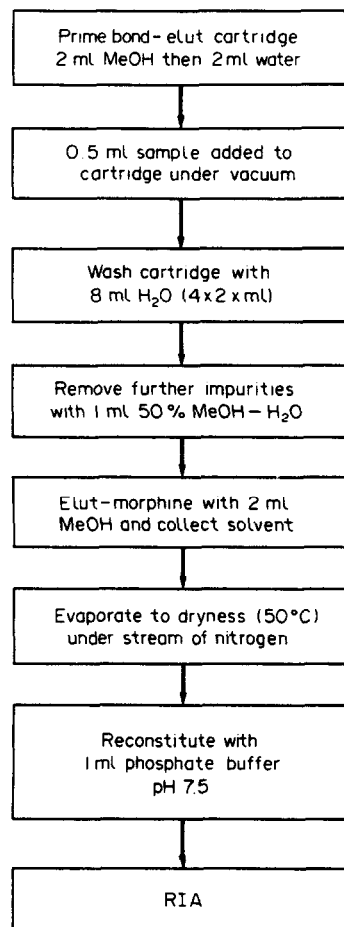 Prime bond-elut cartridge
2 ml MeOH then 2ml water
0.5 ml sample added to
cartridge under vacuum
Wash cartridge with
8 ml H₂O (4×2×ml)
Remove further impurities
with 1 ml 50% MeOH–H₂O
Elut-morphine with 2 ml
MeOH and collect solvent
Evaporate to dryness (50°C)
under stream of nitrogen
Reconstitute with
1 ml phosphate buffer
pH 7.5
RIA